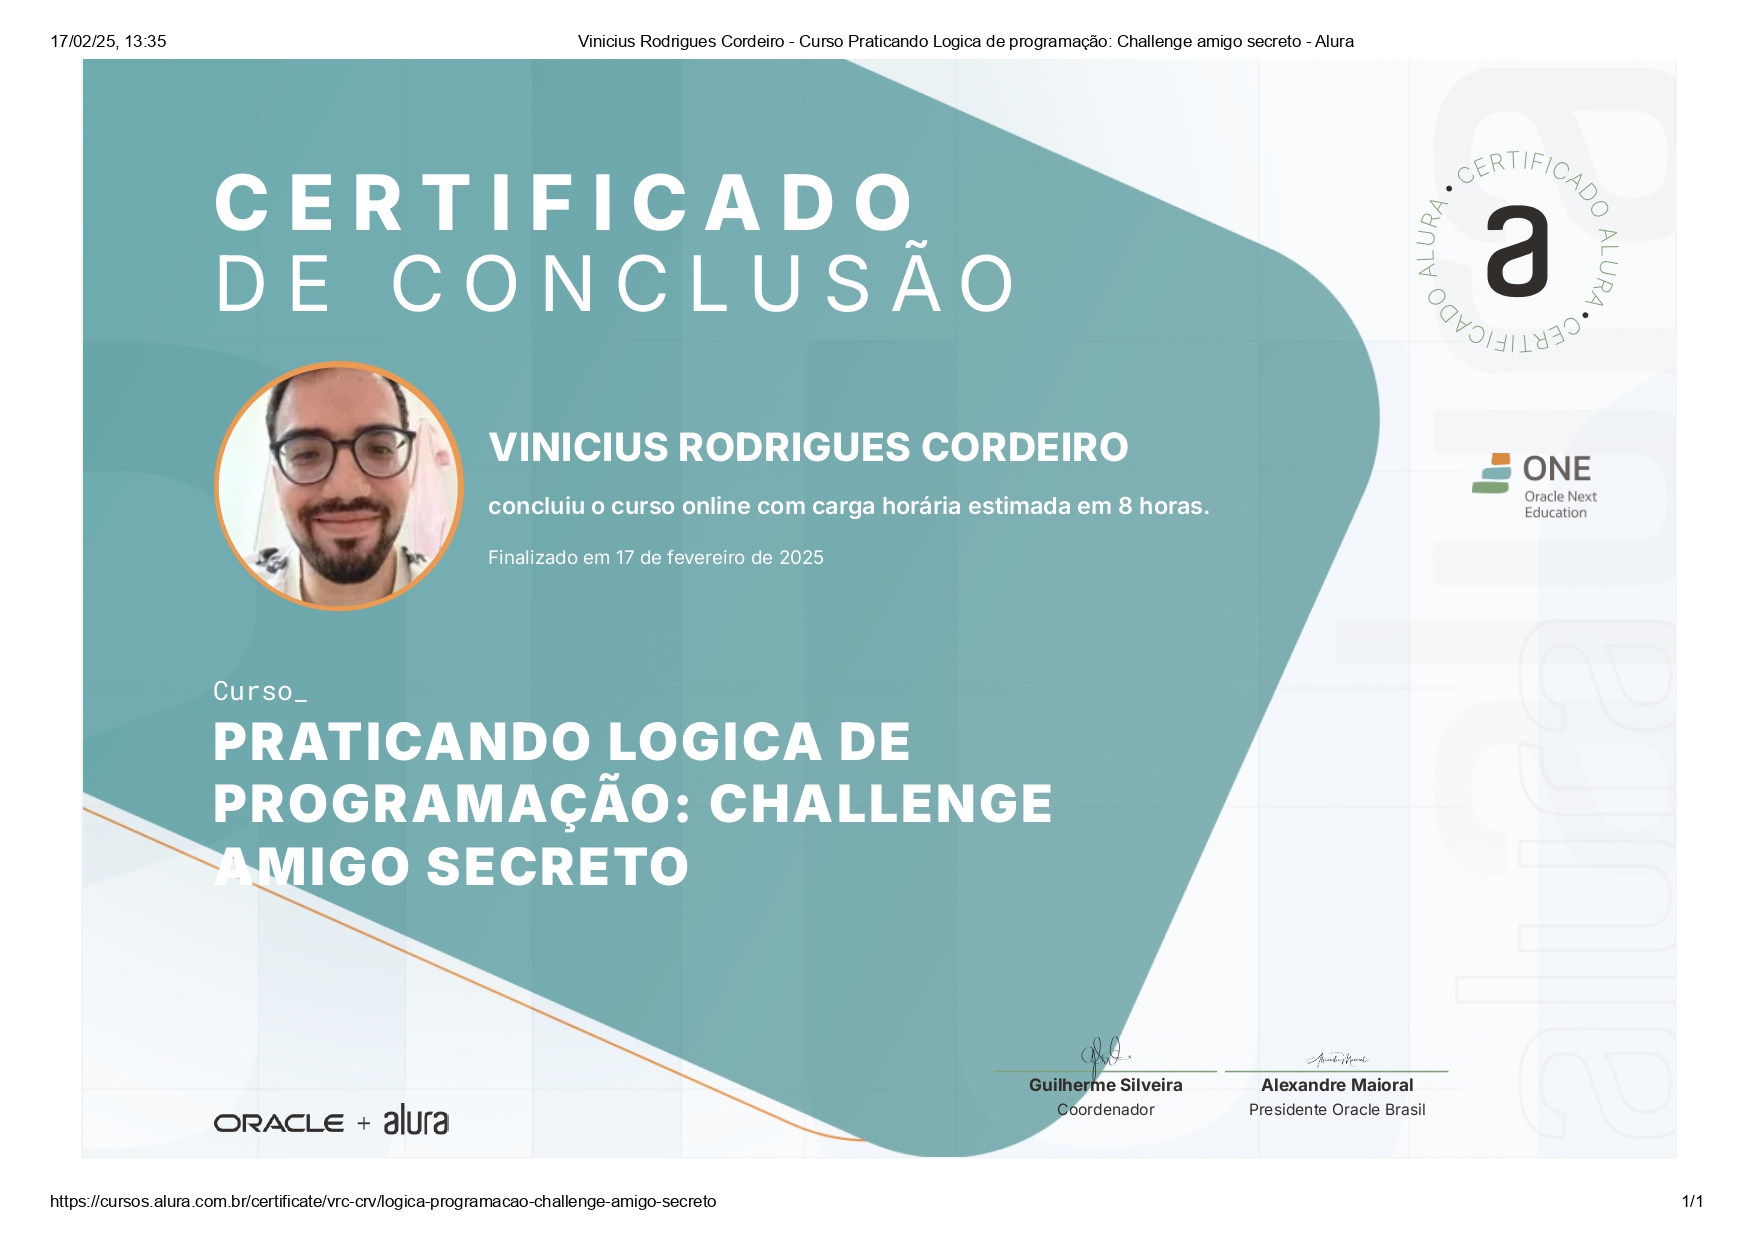 17/02/25, 13:35
Vinicius Rodrigues Cordeiro - Curso Praticando Logica de programação: Challenge amigo secreto - Alura
CERTIFICADO
DE CONCLUSÃO
CERTIFICADO ALURA • CERTIFICADO ALURA •
a
VINICIUS RODRIGUES CORDEIRO
concluiu o curso online com carga horária estimada em 8 horas.
Finalizado em 17 de fevereiro de 2025
ONE
Oracle Next
Education
Curso_
PRATICANDO LOGICA DE
PROGRAMAÇÃO: CHALLENGE
AMIGO SECRETO
alura
alura
Guilherme Silveira
Coordenador
Alexandre Maioral
Alexandre Maioral
Presidente Oracle Brasil
ORACLE + alura
https://cursos.alura.com.br/certificate/vrc-crv/logica-programacao-challenge-amigo-secreto
1/1